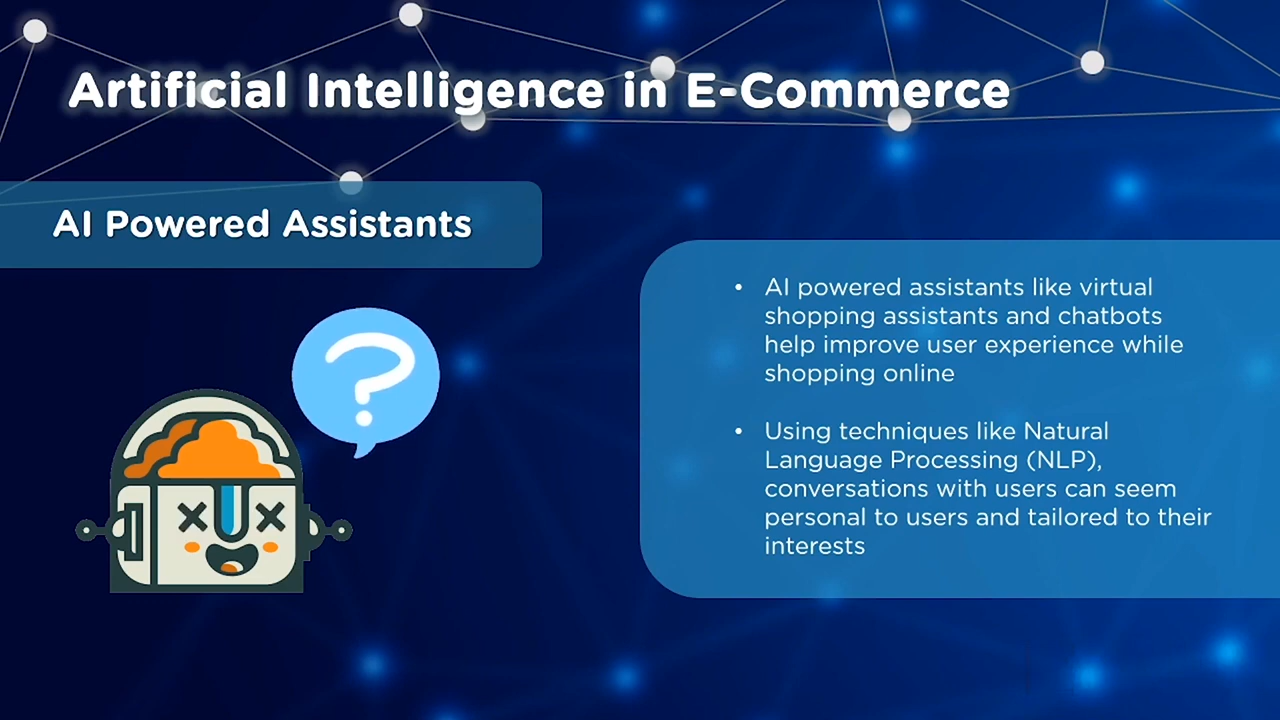 Artificial Intelligence in E-Commerce
AI Powered Assistants
?
• AI powered assistants like virtual
shopping assistants and chatbots
help improve user experience while
shopping online
• Using techniques like Natural
Language Processing (NLP),
conversations with users can seem
personal to users and tailored to their
interests